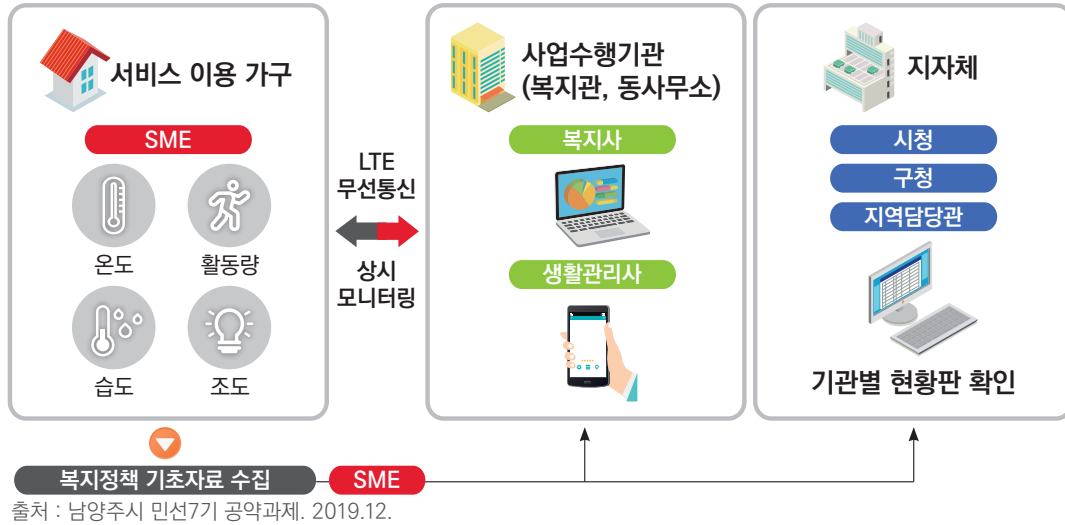 서비스 이용 가구
SME
온도
활동량
습도
조도
LTE
무선통신
상시
모니터링
사업수행기관
(복지관, 동사무소)
복지사
생활관리사
지자체
시청
구청
지역담당관
기관별 현황판 확인
복지정책 기초자료 수집
SME
출처 : 남양주시 민선7기 공약과제. 2019.12.